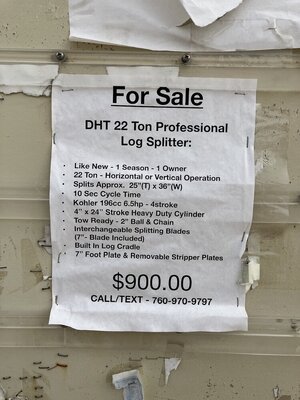 For Sale
DHT 22 Ton Professional
Log Splitter:
· Like New - 1 Season - 1 Owner
· 22 Ton - Horizontal or Vertical Operation
· Splits Approx. 25"(T) x 36"(W)
· 10 Sec Cycle Time
· Kohler 196cc 6.5hp - 4stroke
· 4" x 24" Stroke Heavy Duty Cylinder
· Tow Ready - 2" Ball & Chain
· Interchangeable Splitting Blades
(7"- Blade Included)
· Built In Log Cradle
· 7" Foot Plate & Removable Stripper Plates
$900.00
CALL/TEXT - 760-970-9797